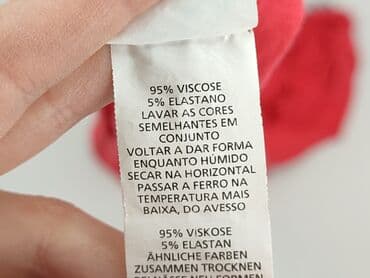 95% VISCOSE
5% ELASTANO
LAVAR AS CORES
SEMELHANTES EM
CONJUNTO
VOLTAR A DAR FORMA
ENQUANTO HÚMIDO
SECAR NA HORIZONTAL
PASSAR A FERRO NA
TEMPERATURA MAIS
BAIXA, DO AVESSO
95% VISKOSE
5% ELASTAN
ÄHNLICHE FARBEN
ZUSAMMEN TROCKNEN